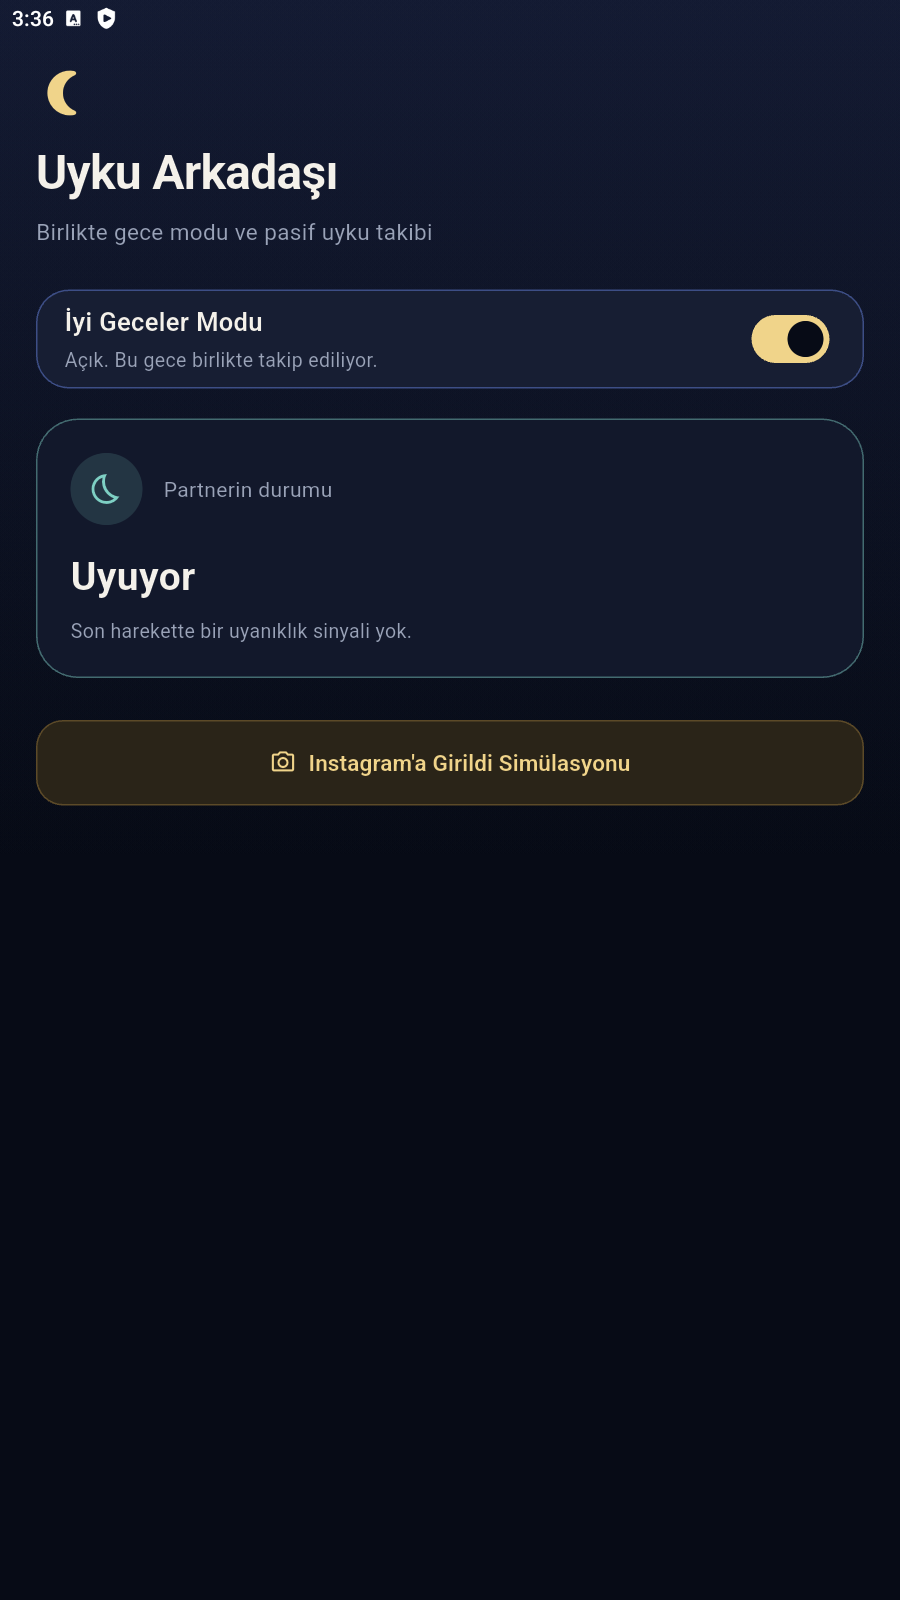 3:36
Uyku Arkadaşı
Birlikte gece modu ve pasif uyku takibi
İyi Geceler Modu
Açık. Bu gece birlikte takip ediliyor.
Partnerin durumu
Uyuyor
Son harekette bir uyanıklık sinyali yok.
Instagram'a Girildi Simülasyonu